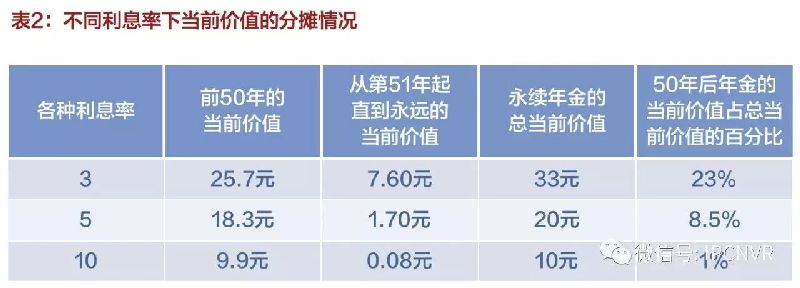 表2：不同利息率下当前价值的分摊情况
各种利息率
前50年的
当前价值
从第51年起
直到永远的
当前价值
永续年金的
总当前价值
50年后年金的
当前价值占总当
前价值的百分比
3 25.7元 7.60元 33元 23%
5 18.3元 1.70元 20元 8.5%
10 9.9元 0.08元 10元 1%
微信号: IPCNVR